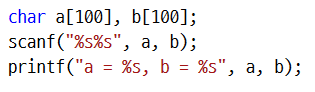 char a[100], b[100];
scanf("%s%s", a, b);
printf("a = %s, b = %s", a, b);